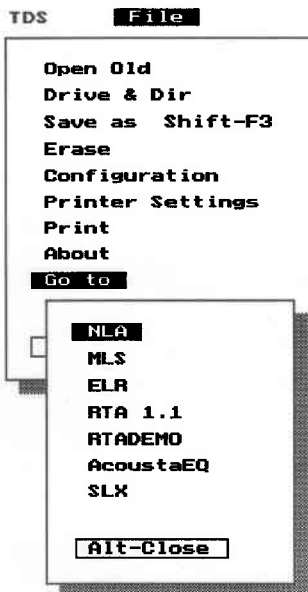 TDS File
Open Old
Drive & Dir
Save as Shift-F3
Erase
Configuration
Printer Settings
Print
About
Go to
NLA
MLS
ELR
RTA 1.1
RTADEMO
AcoustaEQ
SLX
Alt-Close